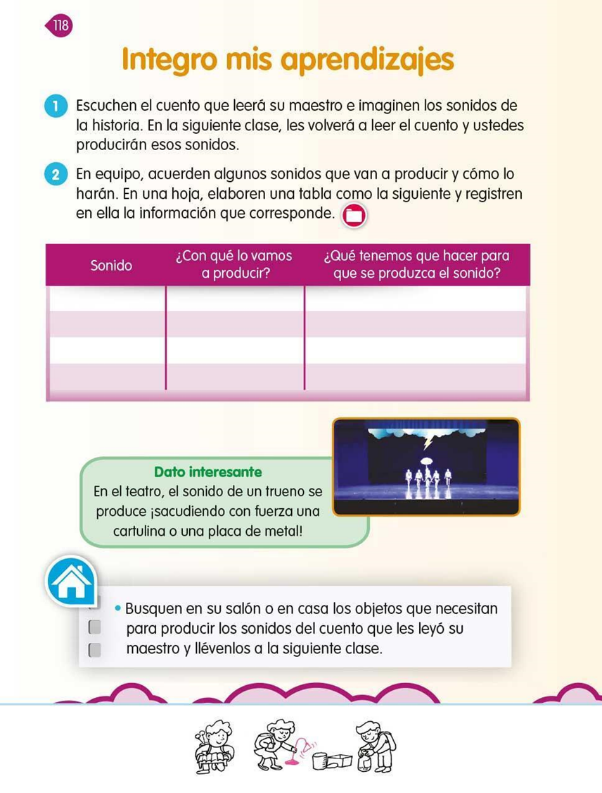 118
Integro mis aprendizajes
1 Escuchen el cuento que leerá su maestro e imaginen los sonidos de
la historia. En la siguiente clase, les volverá a leer el cuento y ustedes
producirán esos sonidos.
2 En equipo, acuerden algunos sonidos que van a producir y cómo lo
harán. En una hoja, elaboren una tabla como la siguiente y registren
en ella la información que corresponde.
Sonido
¿Con qué lo vamos
a producir?
¿Qué tenemos que hacer para
que se produzca el sonido?
Dato interesante
En el teatro, el sonido de un trueno se
produce ¡sacudiendo con fuerza una
cartulina o una placa de metal!
• Busquen en su salón o en casa los objetos que necesitan
para producir los sonidos del cuento que les leyó su
maestro y llévenlos a la siguiente clase.